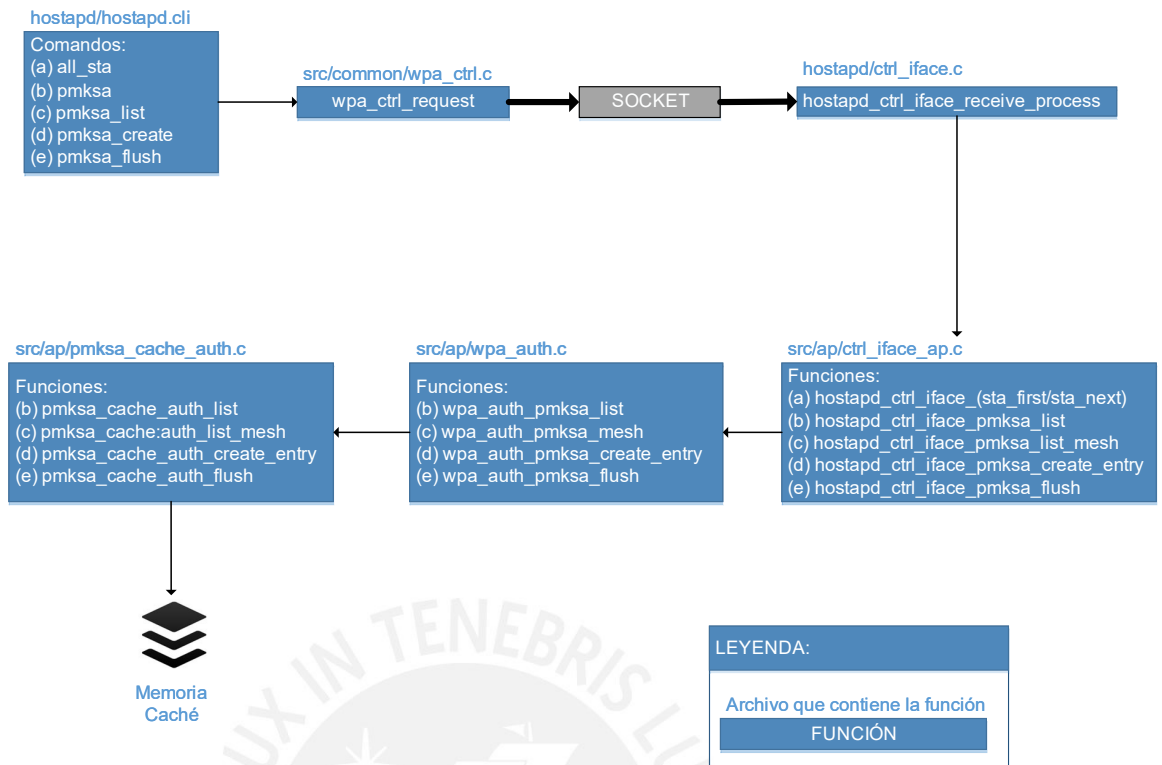 hostapd/hostapd.cli
Comandos:
(a) all_sta
(b) pmksa
(c) pmksa_list
(d) pmksa_create
(e) pmksa_flush
src/common/wpa_ctrl.c
wpa_ctrl_request
SOCKET
hostapd/ctrl_iface.c
hostapd_ctrl_iface_receive_process
src/ap/pmksa_cache_auth.c
Funciones:
(b) pmksa_cache_auth_list
(c) pmksa_cache:auth_list_mesh
(d) pmksa_cache_auth_create_entry
(e) pmksa_cache_auth_flush
src/ap/wpa_auth.c
Funciones:
(b) wpa_auth_pmksa_list
(c) wpa_auth_pmksa_mesh
(d) wpa_auth_pmksa_create_entry
(e) wpa_auth_pmksa_flush
src/ap/ctrl_iface_ap.c
Funciones:
(a) hostapd_ctrl_iface_(sta_first/sta_next)
(b) hostapd_ctrl_iface_pmksa_list
(c) hostapd_ctrl_iface_pmksa_list_mesh
(d) hostapd_ctrl_iface_pmksa_create_entry
(e) hostapd_ctrl_iface_pmksa_flush
Memoria
Caché
IN TENEBRIS
LEYENDA:
Archivo que contiene la función
FUNCIÓN